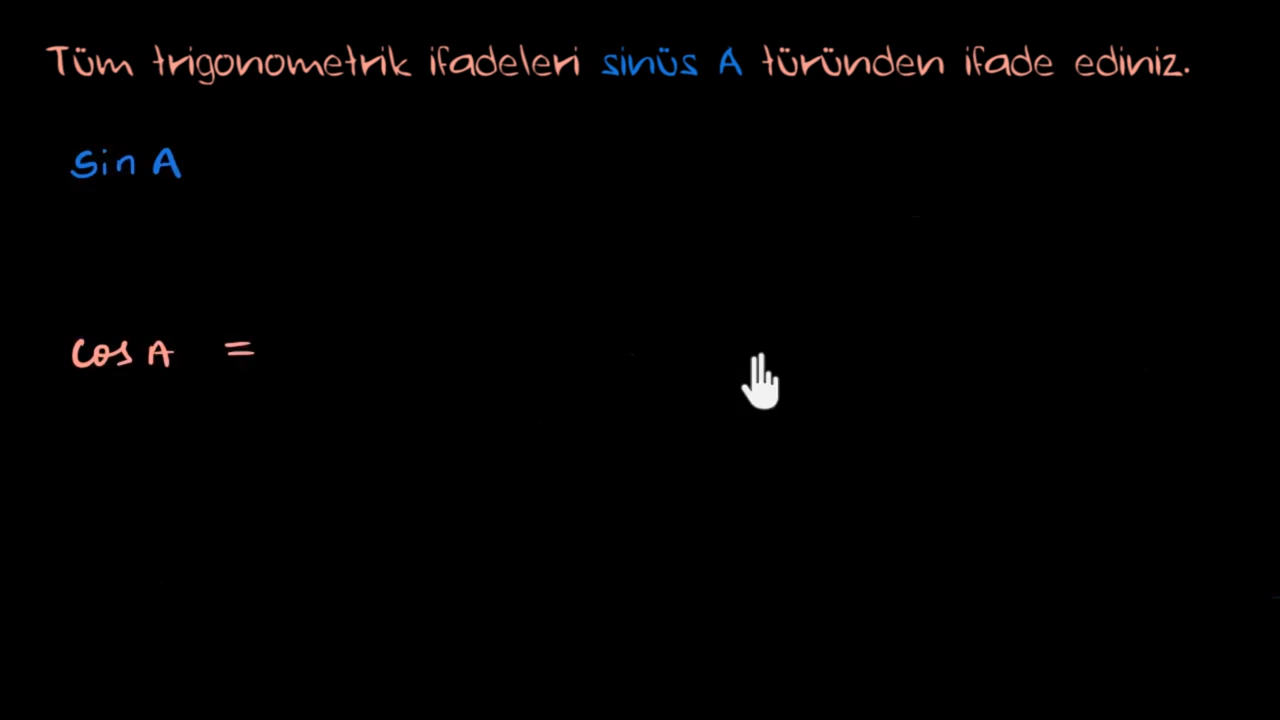 Tüm trigonometrik ifadeleri sinüs A türünden ifade ediniz.
sin A
cos A =